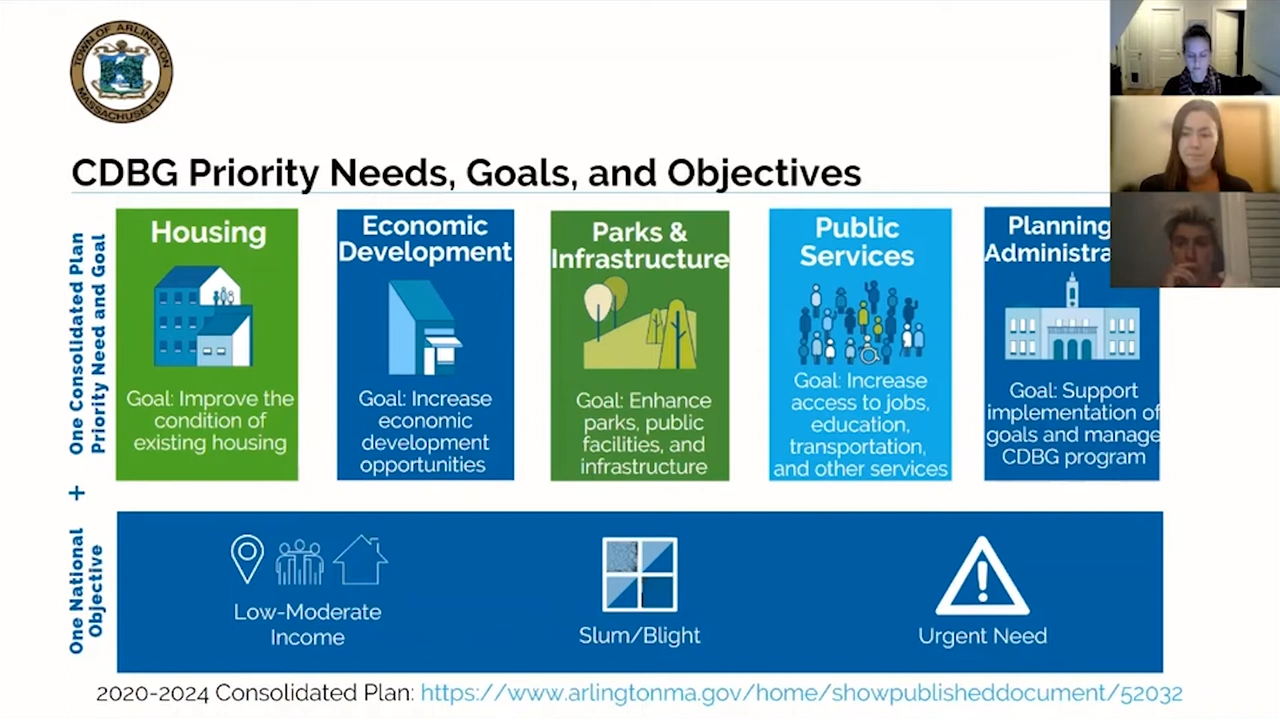 TOWN OF ARLINGTON
MASSACHUSETTS
CDBG Priority Needs, Goals, and Objectives
One Consolidated Plan
Priority Need and Goal
Housing
Goal: Improve the
condition of
existing housing
Economic
Development
Goal: Increase
economic
development
opportunities
Parks &
Infrastructure
Goal: Enhance
parks, public
facilities, and
infrastructure
Public
Services
Goal: Increase
access to jobs,
education,
transportation,
and other services
Planning
Administra
Goal: Support
implementation of
goals and manage
CDBG program
+
One National
Objective
Low-Moderate
Income
Slum/Blight
Urgent Need
2020-2024 Consolidated Plan: https://www.arlingtonma.gov/home/showpublisheddocument/52032